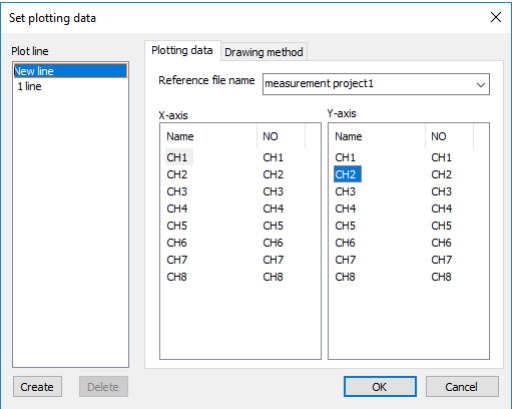 Set plotting data
Plot line
New line
1 line
Plotting data
Drawing method
Reference file name
measurement project1
X-axis
Name NO
CH1 CH1
CH2 CH2
CH3 CH3
CH4 CH4
CH5 CH5
CH6 CH6
CH7 CH7
CH8 CH8
Y-axis
Name NO
CH1 CH1
CH2 CH2
CH3 CH3
CH4 CH4
CH5 CH5
CH6 CH6
CH7 CH7
CH8 CH8
Create
Delete
OK
Cancel